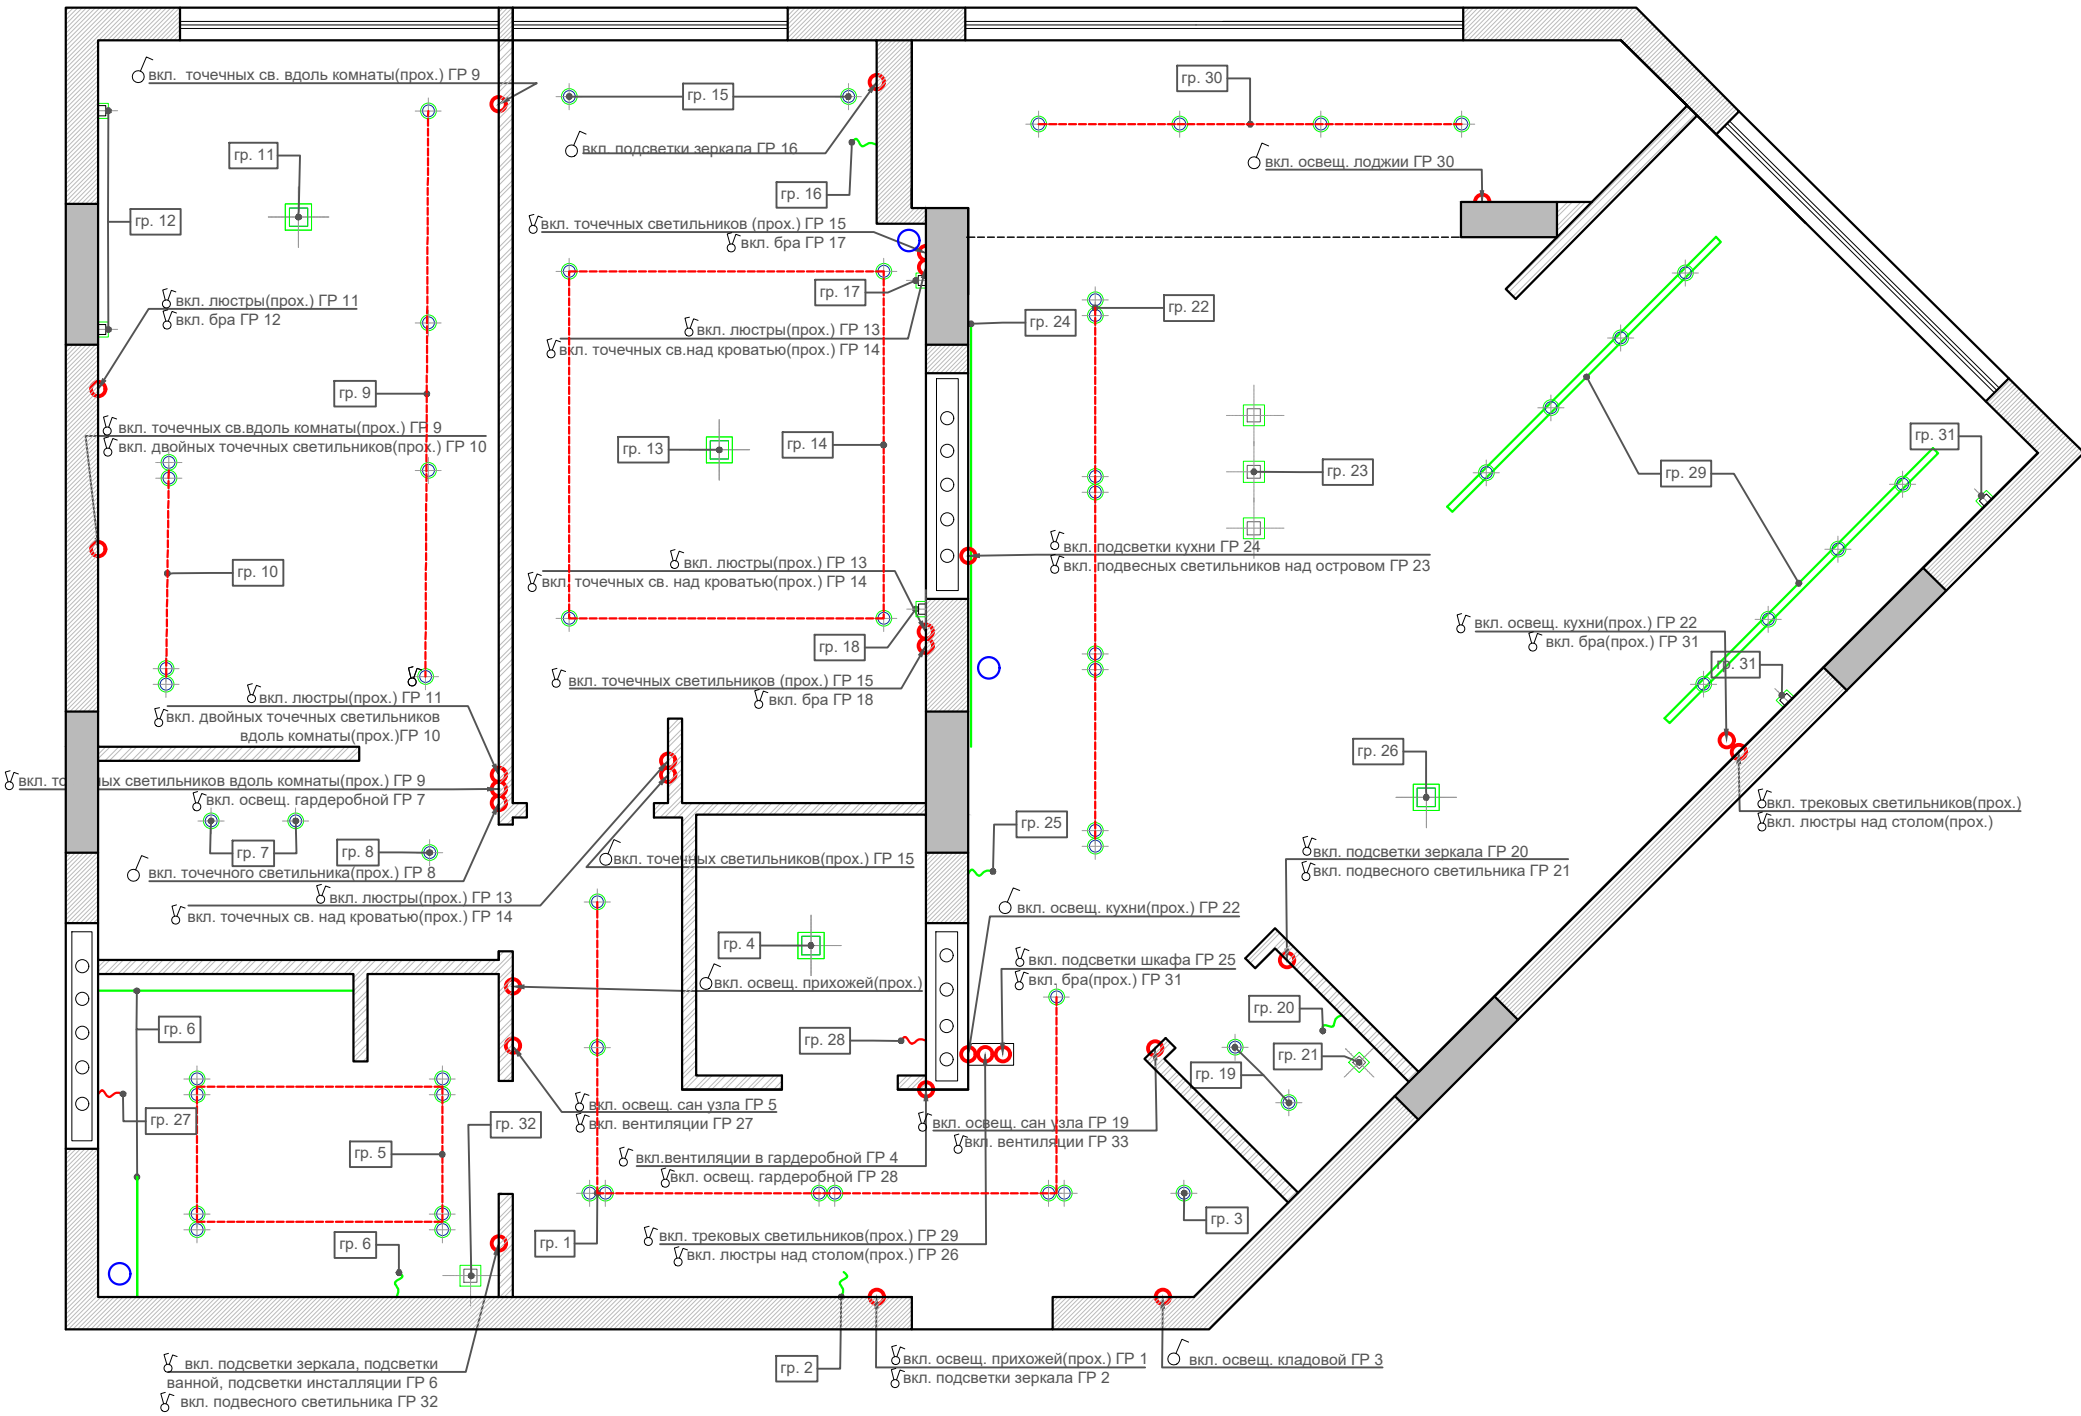 вкл. точечных св. вдоль комнаты(прох.) ГР 9
гр. 15
гр. 30
вкл. подсветки зеркала ГР 16
гр. 11
вкл. освещ. лоджии ГР 30
гр. 16
гр. 12
вкл. точечных светильников (прох.) ГР 15
вкл. бра ГР 17
гр. 17
вкл. люстры(прох.) ГР 11
вкл. бра ГР 12
гр. 22
гр. 24
вкл. люстры(прох.) ГР 13
вкл. точечных св.над кроватью(прох.) ГР 14
гр. 9
вкл. точечных св.вдоль комнаты(прох.) ГР 9
вкл. двойных точечных светильников(прох.) ГР 10
гр. 13
гр. 14
гр. 23
гр. 29
гр. 31
гр. 10
вкл. люстры(прох.) ГР 13
вкл. точечных св. над кроватью(прох.) ГР 14
вкл. подсветки кухни ГР 24
вкл. подвесных светильников над островом ГР 23
гр. 18
вкл. освещ. кухни(прох.) ГР 22
вкл. бра(прох.) ГР 31
гр. 31
вкл. точечных светильников (прох.) ГР 15
вкл. бра ГР 18
вкл. люстры(прох.) ГР 11
вкл. двойных точечных светильников
вдоль комнаты(прох.)ГР 10
гр. 26
вкл. точечных светильников вдоль комнаты(прох.) ГР 9
вкл. освещ. гардеробной ГР 7
вкл. трековых светильников(прох.)
вкл. люстры над столом(прох.)
гр. 25
гр. 7
гр. 8
вкл. точечных светильников(прох.) ГР 15
вкл. подсветки зеркала ГР 20
вкл. подвесного светильника ГР 21
вкл. точечного светильника(прох.) ГР 8
вкл. люстры(прох.) ГР 13
вкл. точечных св. над кроватью(прох.) ГР 14
вкл. освещ. кухни(прох.) ГР 22
гр. 4
вкл. подсветки шкафа ГР 25
вкл. бра(прох.) ГР 31
вкл. освещ. прихожей(прох.)
гр. 20
гр. 6
гр. 28
гр. 21
гр. 19
гр. 27
гр. 32
вкл. освещ. сан узла ГР 5
вкл. вентиляции ГР 27
вкл. освещ. сан узла ГР 19
вкл. вентиляции ГР 33
гр. 5
вкл.вентиляции в гардеробной ГР 4
вкл. освещ. гардеробной ГР 28
гр. 3
гр. 6
гр. 1
вкл. трековых светильников(прох.) ГР 29
вкл. люстры над столом(прох.) ГР 26
гр. 2
вкл. подсветки зеркала, подсветки
ванной, подсветки инсталляции ГР 6
вкл. подвесного светильника ГР 32
вкл. освещ. прихожей(прох.) ГР 1
вкл. подсветки зеркала ГР 2
вкл. освещ. кладовой ГР 3